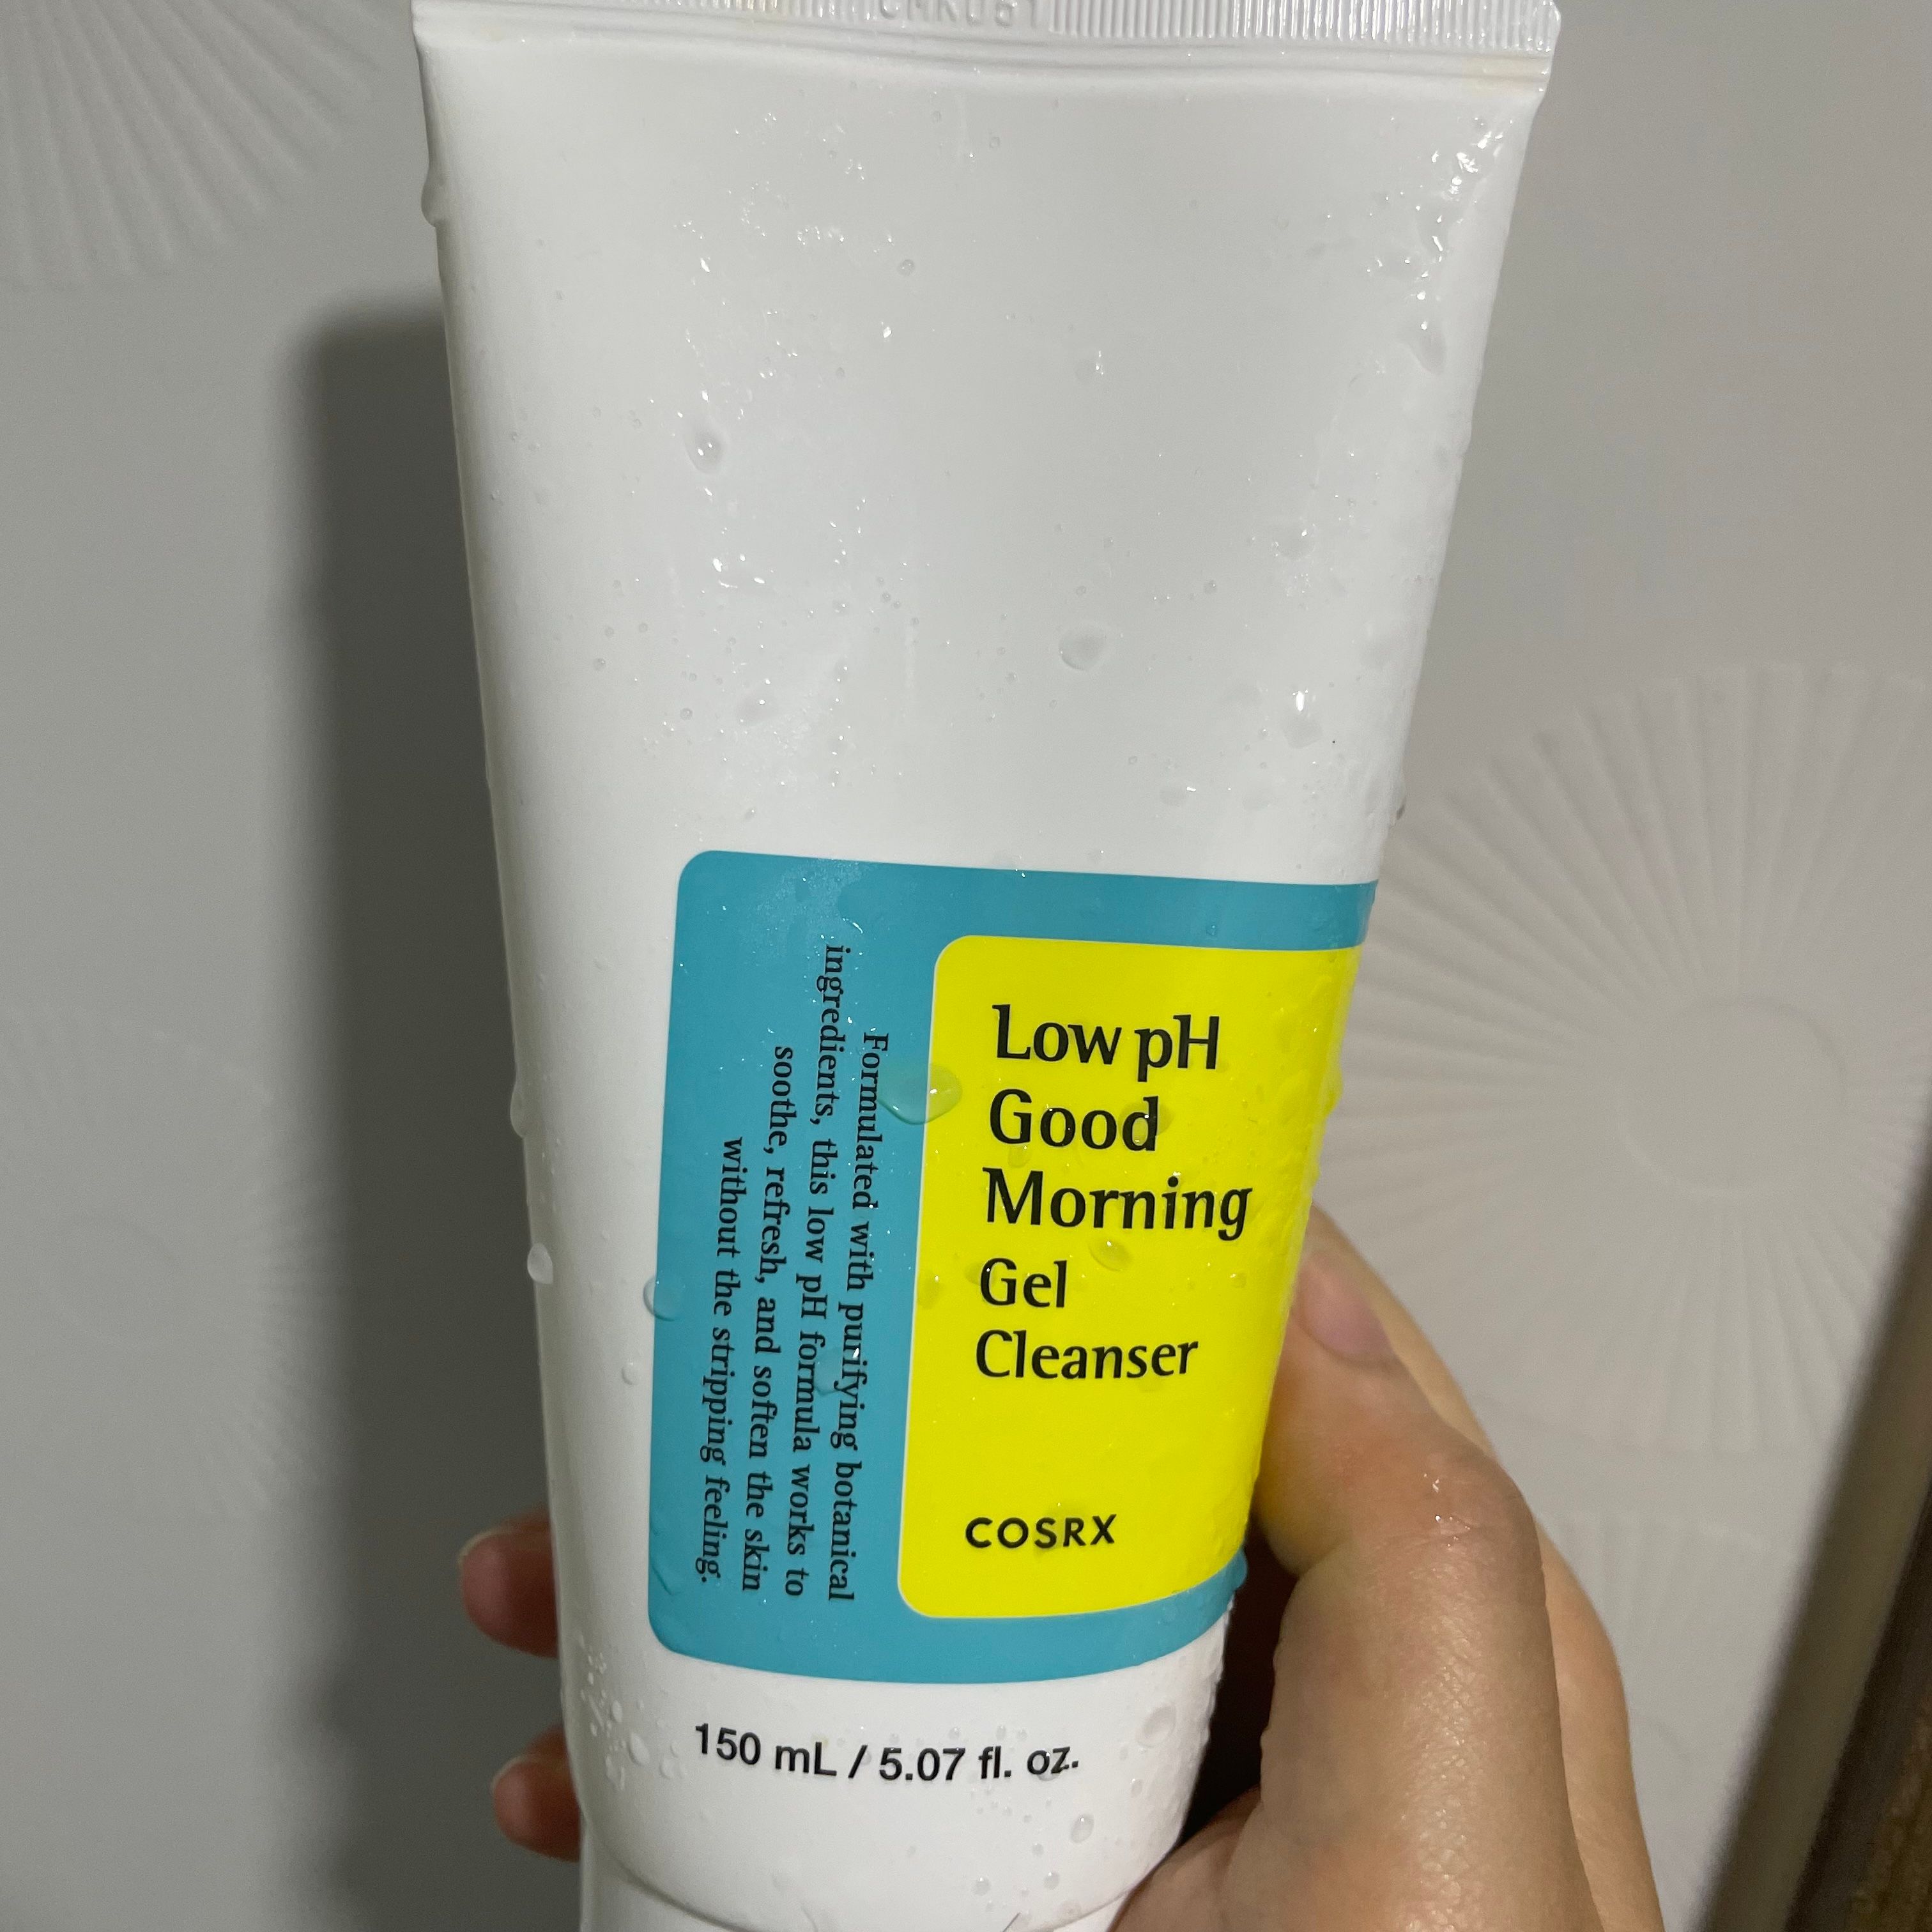 Low pH
Good
Morning
Gel
Cleanser
COSRX
Formulated with purifying botanical
ingredients, this low pH formula works to
soothe, refresh, and soften the skin
without the stripping feeling.
150 mL / 5.07 fl. oz.